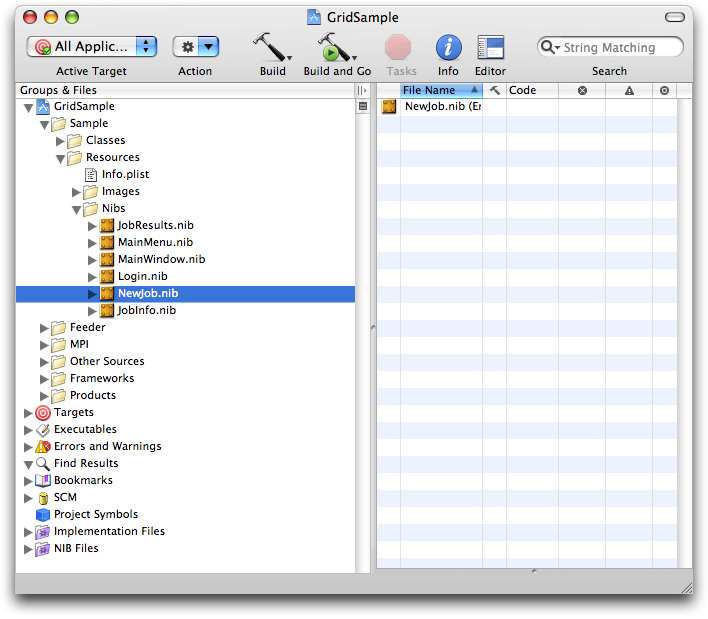 GridSample
All Applic...
String Matching
Active Target
Action
Build
Build and Go
Tasks
Info
Editor
Search
Groups & Files
File Name
Code
GridSample
NewJob.nib (Er
Sample
Classes
Resources
Info.plist
Images
Nibs
JobResults.nib
MainMenu.nib
MainWindow.nib
Login.nib
NewJob.nib
JobInfo.nib
Feeder
MPI
Other Sources
Frameworks
Products
Targets
Executables
Errors and Warnings
Find Results
Bookmarks
SCM
Project Symbols
Implementation Files
NIB Files